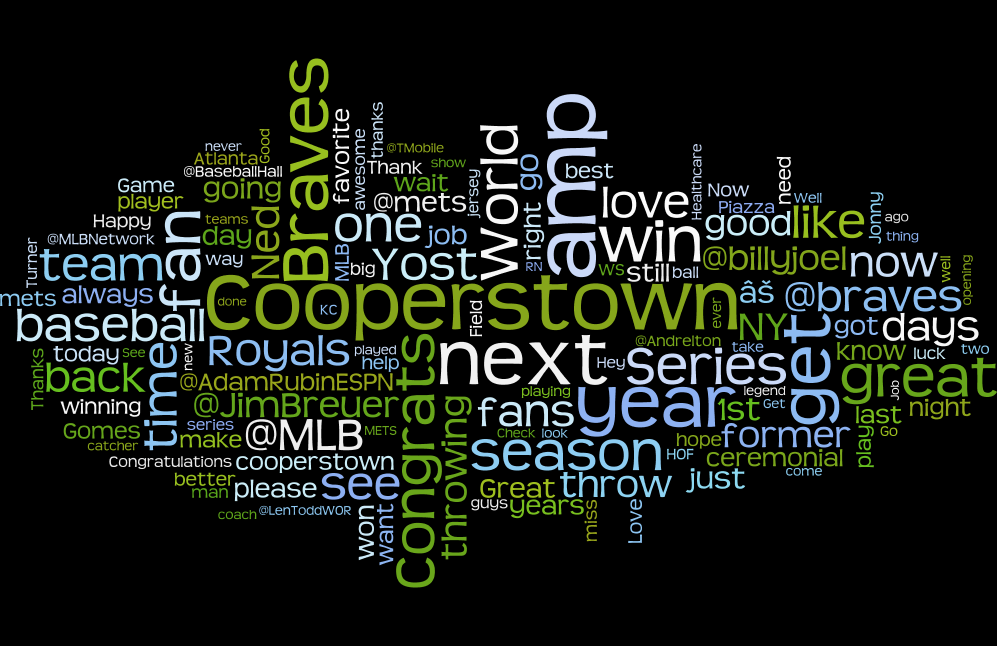 never
Good
Atlanta
@BaseballHall
Game
player
going
Happy
teams
day
@MLBNetwork
way
Turner
team
fan
Ned
Braves
favorite
awesome
thanks
@TMobile
Thank
show
wait
@mets
jersey
one
job
MLB
big
Yost
World
right
go
RN
amp
best
love
win
ws
still
ball
Healthcare
Now
Piazza
need
Well
good
like
Jonny
ago
thing
@billyjoel
now
well
opening
mets
always
done
KC
Cooperstown
Field
âš
@braves
ever
baseball
Royals
played
help
next
Hey
@Andrelton
Series
NY
take
got
days
get
know
luck
two
Thanks
today
see
new
back
time
@AdamRubinESPN
congrats
playing
year
legend
Get
1st
great
Job
winning
@JimBreuer
fans
last
night
Gomes
series
make
@MLB
METS
throwing
Check
look
season
hope
former
play
Go
catcher
Congratulations
cooperstown
HOF
ceremonial
come
better
man
please
see
Great
throw
just
guys
years
miss
Love
coach
@LenToddWOR
won
want